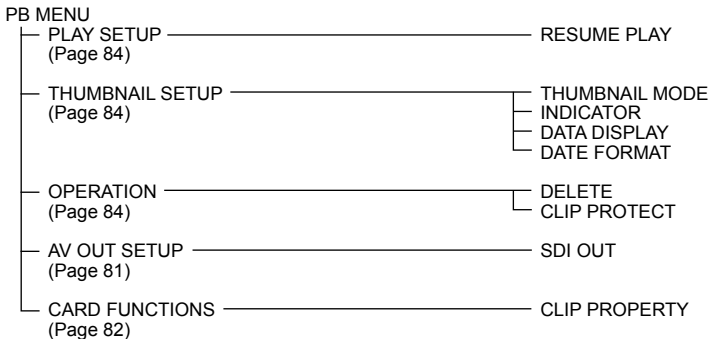 PB MENU
PLAY SETUP RESUME PLAY
(Page 84)
THUMBNAIL SETUP THUMBNAIL MODE
(Page 84) INDICATOR
DATA DISPLAY
DATE FORMAT
OPERATION DELETE
(Page 84) CLIP PROTECT
AV OUT SETUP SDI OUT
(Page 81)
CARD FUNCTIONS CLIP PROPERTY
(Page 82)